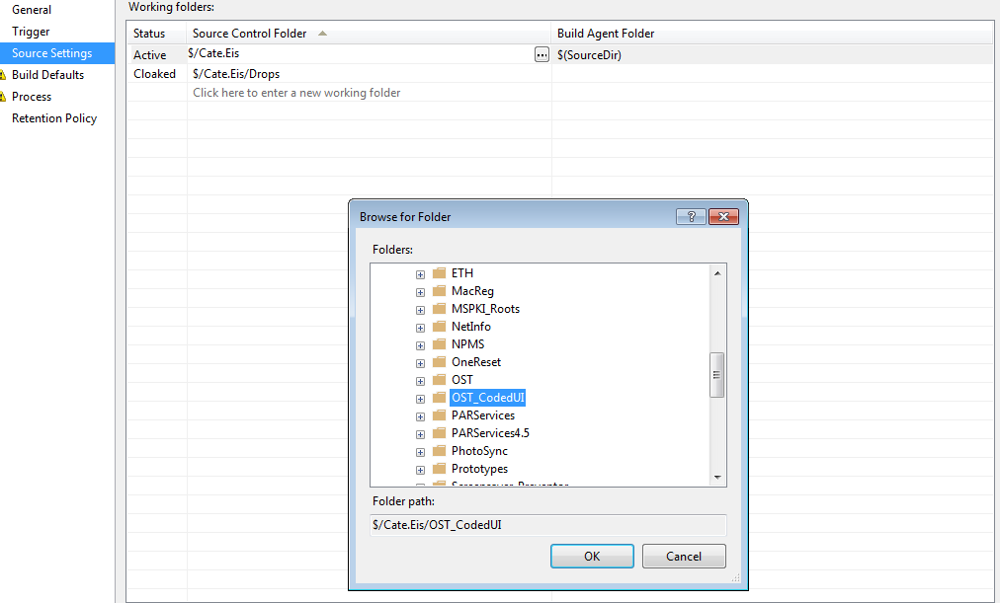 General
Trigger
Source Settings
Build Defaults
Process
Retention Policy
Working folders:
Status Source Control Folder Build Agent Folder
Active $/Cate.Eis ... $(SourceDir)
Cloaked $/Cate.Eis/Drops
Click here to enter a new working folder
Browse for Folder
Folders:
ETH
MacReg
MSPKI_Roots
NetInfo
NPMS
OneReset
OST
OST_CodedUI
PARServices
PARServices4.5
PhotoSync
Prototypes
Folder path:
$/Cate.Eis/OST_CodedUI
OK Cancel